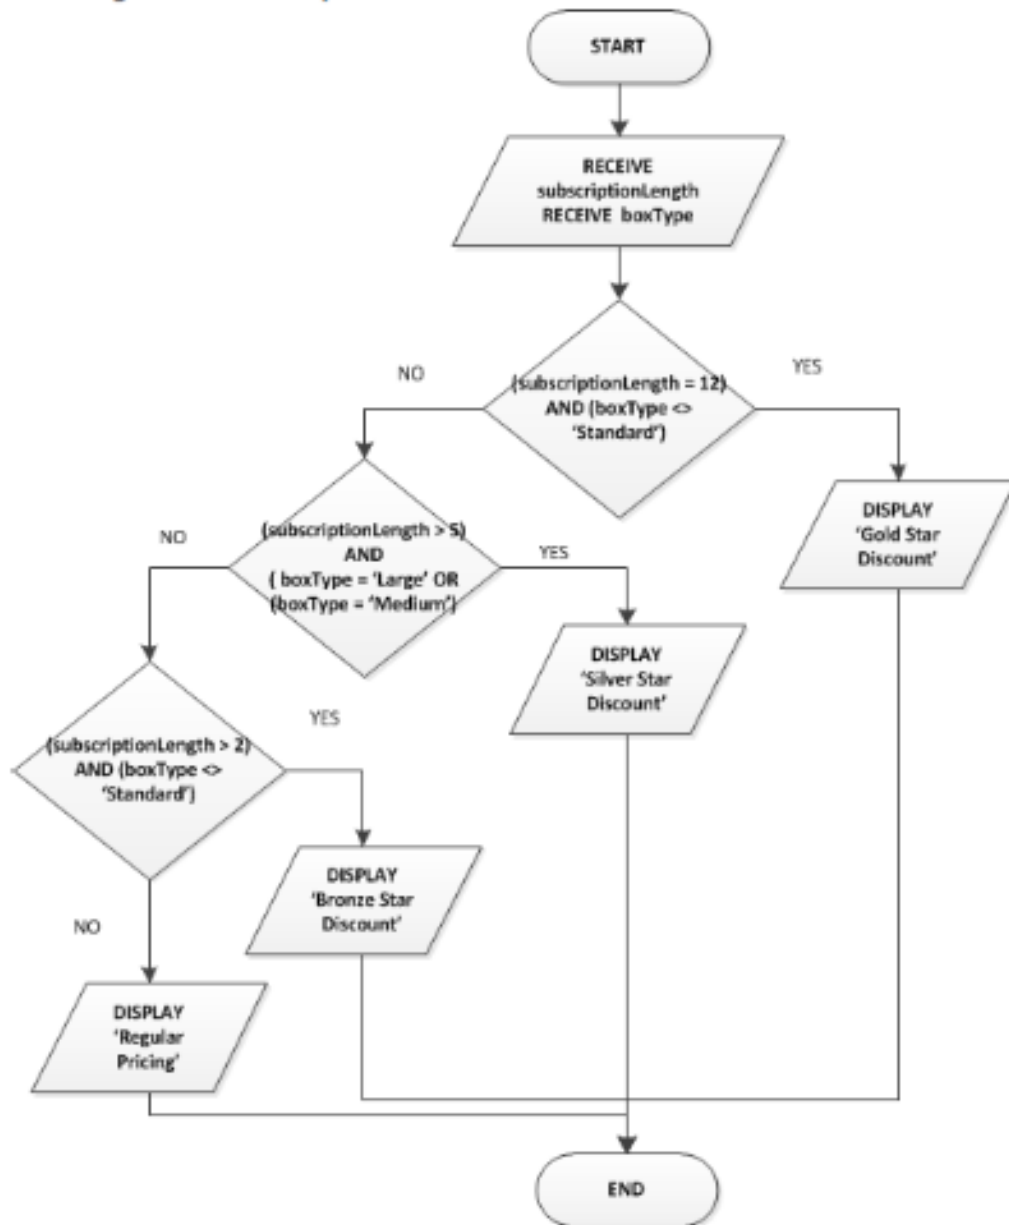 START
RECEIVE
subscriptionLength
RECEIVE boxType
NO
YES
(subscriptionLength = 12)
AND (boxType <>
‘Standard’)
NO
(subscriptionLength > 5)
AND
( boxType = ‘Large’ OR
(boxType = ‘Medium’)
YES
DISPLAY
‘Gold Star
Discount’
DISPLAY
‘Silver Star
Discount’
YES
(subscriptionLength > 2)
AND (boxType <>
‘Standard’)
DISPLAY
‘Bronze Star
Discount’
NO
DISPLAY
‘Regular
Pricing’
END